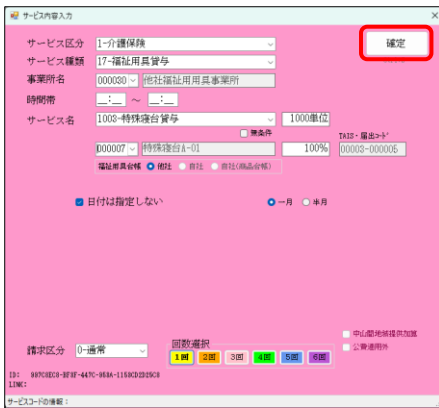 サービス内容入力
サービス区分 1-介護保険 確定
サービス種類 17-福祉用具貸与
事業所名 000030 他社福祉用用具事業所
時間帯 __:__ ～ __:__
サービス名 1003-特殊寝台貸与 1000単位
無条件 TAIS・届出コード
000007 特殊寝台A-01 100% 00003-000005
福祉用具台帳 他社 自社 自社(商品台帳)
日付は指定しない 一月 半月
中山間地域提供加算
請求区分 0-通常 回数選択 公費適用外
1回 2回 3回 4回 5回 6回
ID:
LINK:
サービスコードの情報: